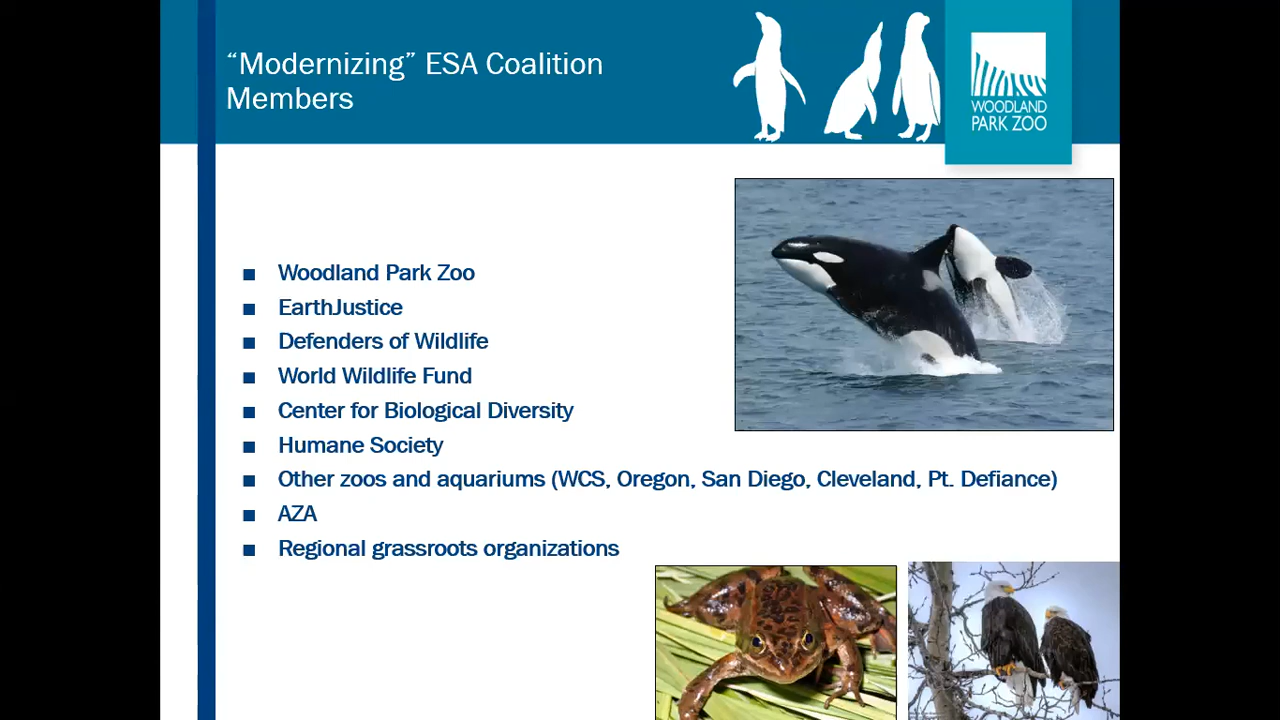 “Modernizing” ESA Coalition
Members
WOODLAND
PARK ZOO
■ Woodland Park Zoo
■ EarthJustice
■ Defenders of Wildlife
■ World Wildlife Fund
■ Center for Biological Diversity
■ Humane Society
■ Other zoos and aquariums (WCS, Oregon, San Diego, Cleveland, Pt. Defiance)
■ AZA
■ Regional grassroots organizations